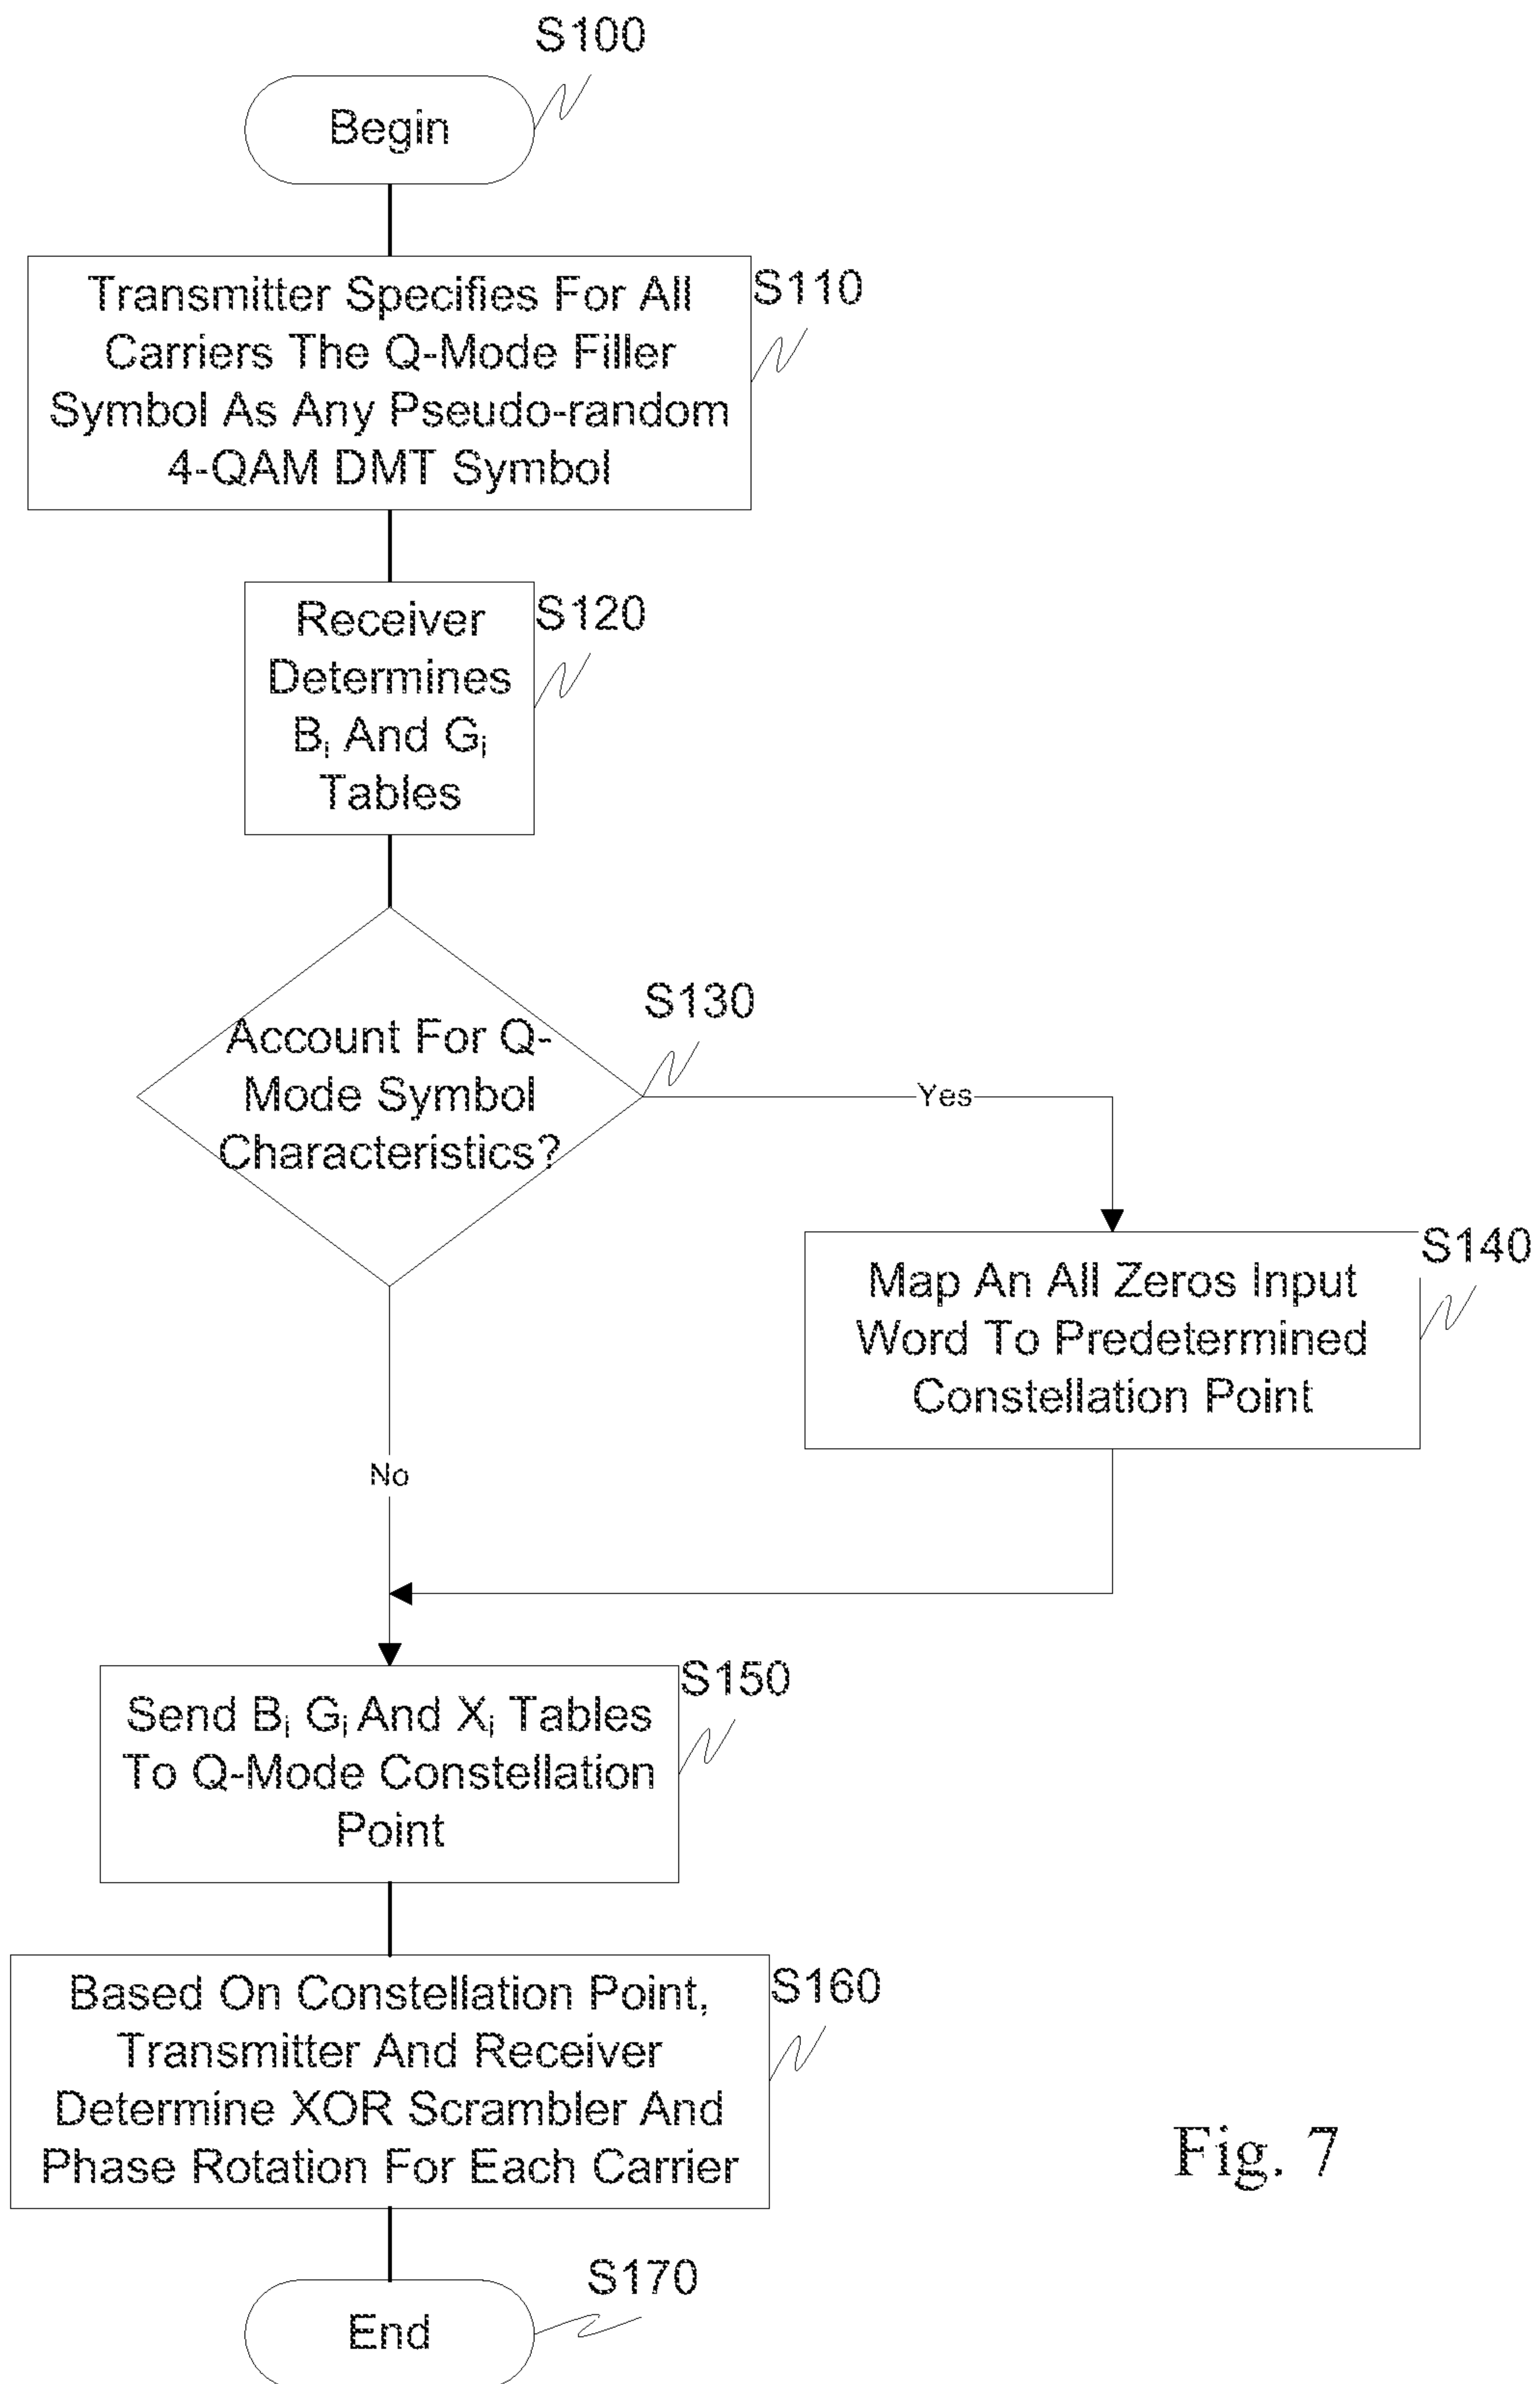 S100
Begin
Transmitter Specifies For All
Carriers The Q-Mode Filler
Symbol As Any Pseudo-random
4-QAM DMT Symbol
S110
Receiver
Determines
Bi And Gi
Tables
S120
Account For Q-
Mode Symbol
Characteristics?
S130
Yes
Map An All Zeros Input
Word To Predetermined
Constellation Point
S140
No
Send Bi Gi And Xi Tables
To Q-Mode Constellation
Point
S150
Based On Constellation Point,
Transmitter And Receiver
Determine XOR Scrambler And
Phase Rotation For Each Carrier
S160
Fig. 7
End
S170